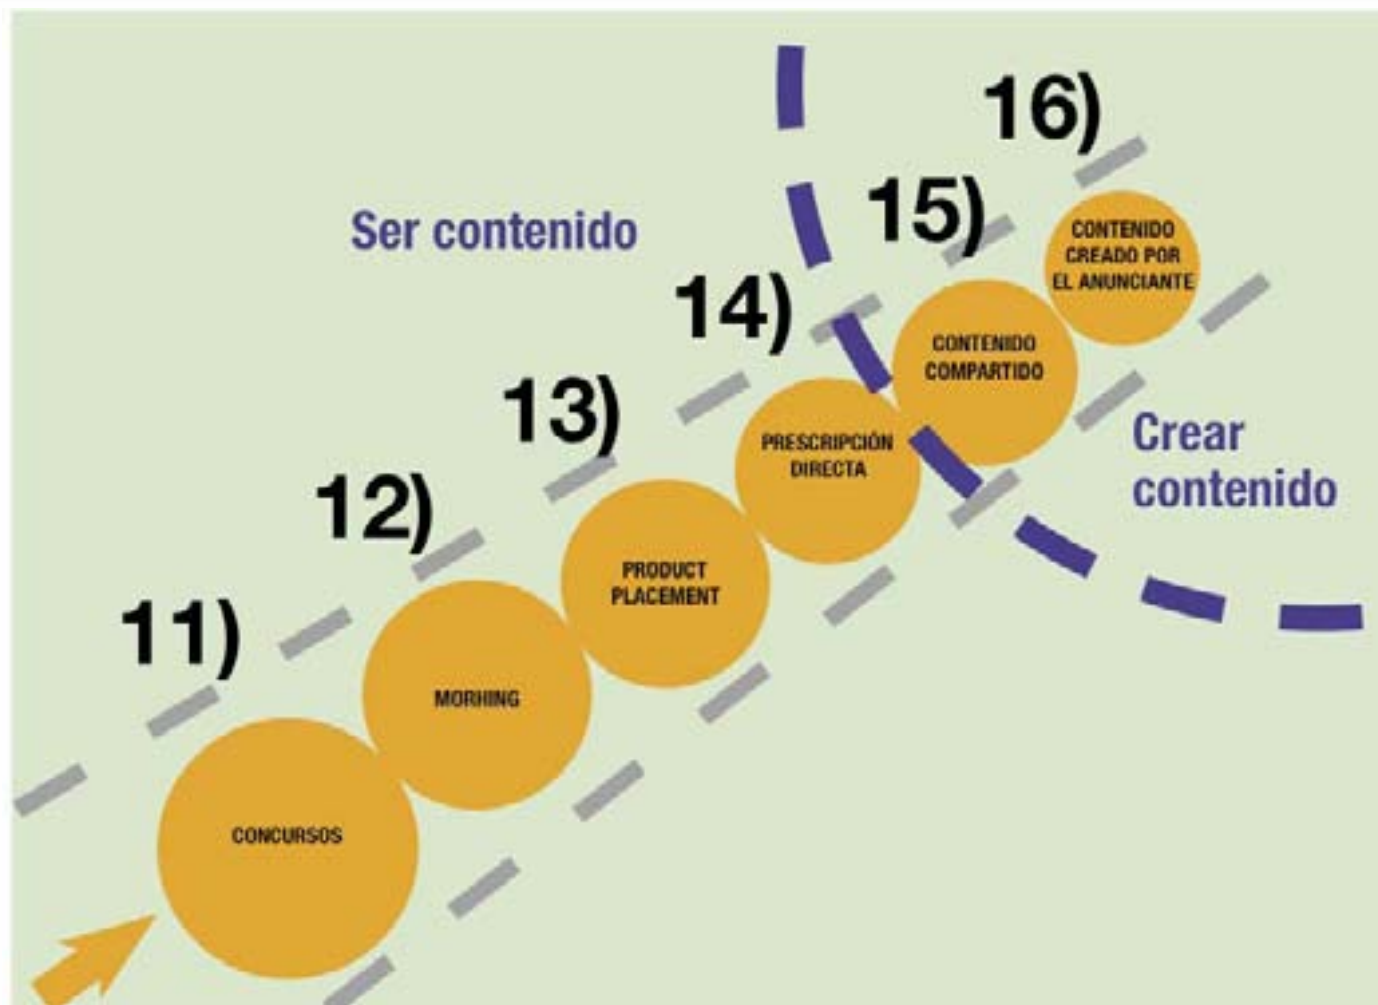 16)
15)
CONTENIDO
CREADO POR
EL ANUNCIANTE
Ser contenido
14)
CONTENIDO
COMPARTIDO
13)
PRESCRIPCIÓN
DIRECTA
Crear
contenido
12)
PRODUCT
PLACEMENT
11)
MORHING
CONCURSOS